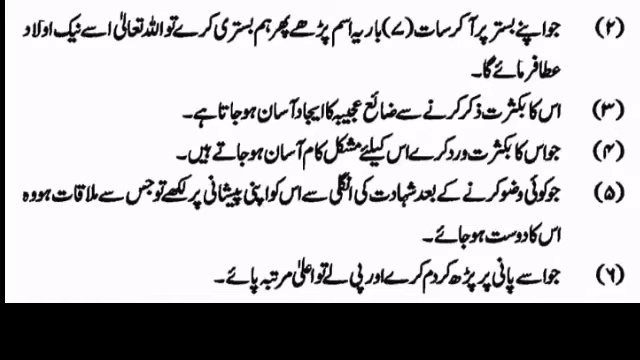 (۲) جو اپنے بستر پر آ کر سات (۷) بار یہ اسم پڑھے پھر ہم بستری کرے تو اللہ تعالیٰ اسے نیک اولاد
عطا فرمائے گا۔
(۳) اس کا بکثرت ذکر کرنے سے ضائع عجیبہ کا ایجاد آسان ہو جاتا ہے۔
(۴) جو اس کا بکثرت ورد کرے اس کیلئے مشکل کام آسان ہو جاتے ہیں۔
(۵) جو کوئی وضو کرنے کے بعد شہادت کی انگلی سے اس کو اپنی پیشانی پر لکھے تو جس سے ملاقات ہو وہ
اس کا دوست ہو جائے۔
(۶) جو اسے پانی پر پڑھ کر دم کرے اور پی لے تو اعلیٰ مرتبہ پائے۔